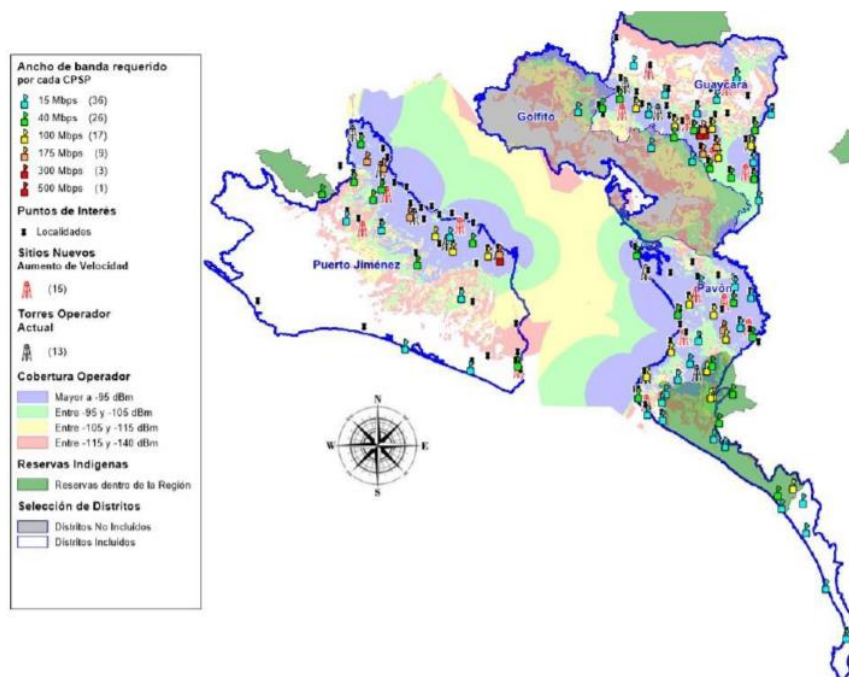 Ancho de banda requerido
por cada CPSP
15 Mbps (36)
40 Mbps (26)
100 Mbps (17)
175 Mbps (9)
300 Mbps (3)
500 Mbps (1)
Puntos de Interés
Localidades
Sitios Nuevos
Aumento de Velocidad
(15)
Torres Operador
Actual
(13)
Cobertura Operador
Mayor a -95 dBm
Entre -95 y -105 dBm
Entre -105 y -115 dBm
Entre -115 y -140 dBm
Reservas Indígenas
Reservas dentro de la Región
Selección de Distritos
Distritos No Incluidos
Distritos Incluidos
Guaycara
Golfito
Puerto Jiménez
Pavón
N
W
E
S